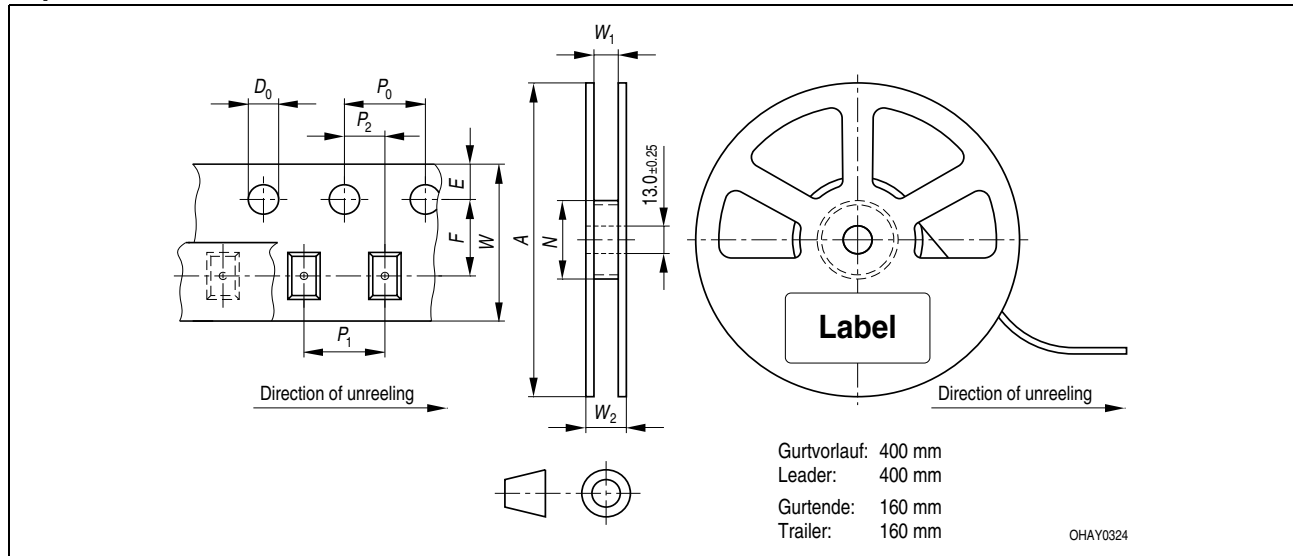 W1
D0
P0
P2
E
F
W
A
N
13.0±0.25
P1
Label
Direction of unreeling
W2
Direction of unreeling
Gurtvorlauf: 400 mm
Leader: 400 mm
Gurtende: 160 mm
Trailer: 160 mm
OHAY0324